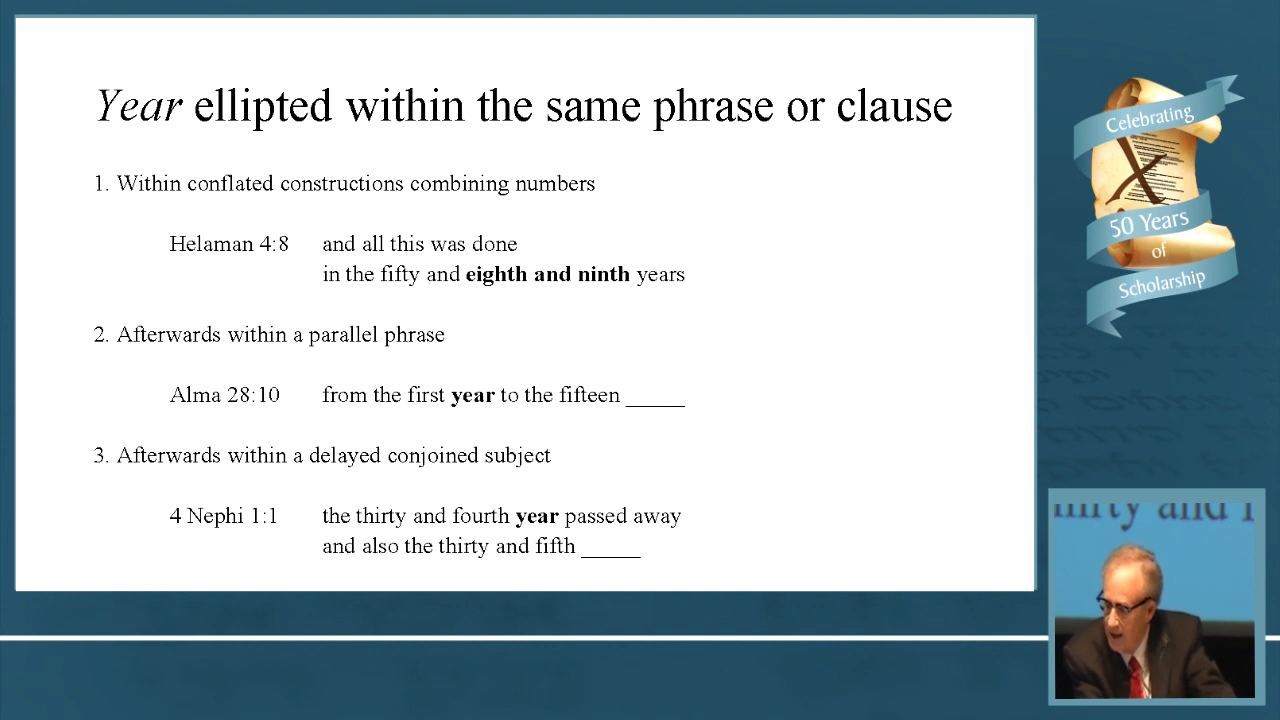 Year ellipted within the same phrase or clause
1. Within conflated constructions combining numbers
Helaman 4:8 and all this was done
in the fifty and eighth and ninth years
2. Afterwards within a parallel phrase
Alma 28:10 from the first year to the fifteen _____
3. Afterwards within a delayed conjoined subject
4 Nephi 1:1 the thirty and fourth year passed away
and also the thirty and fifth _____
Celebrating
50 Years
of
Scholarship